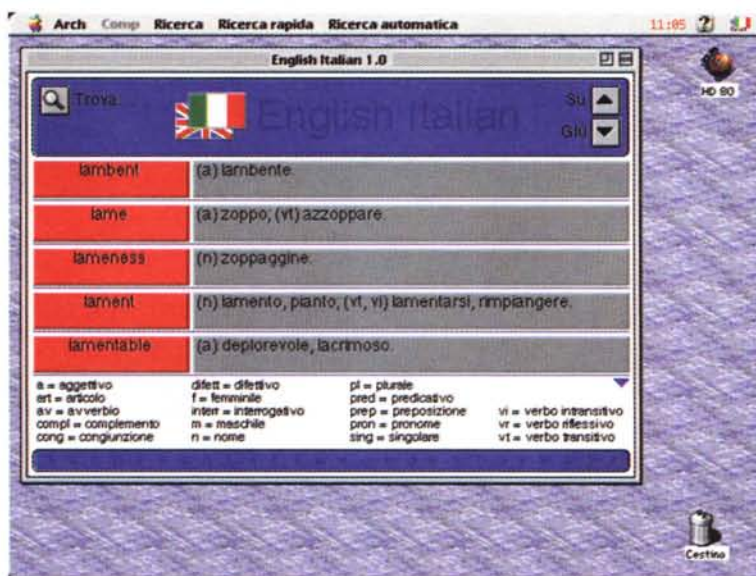 Arch Comp Ricerca Ricerca rapida Ricerca automatica 11:05
English Italian 1.0
HD 80
Trova
English Italian
Su
Giù
lambent (a) lambente.
lame (a) zoppo; (vt) azzoppare.
lameness (n) zoppaggine.
lament (n) lamento, pianto; (vt, vi) lamentarsi, rimpiangere.
lamentable (a) deplorevole, lacrimoso.
a = aggettivo difett = difettivo pl = plurale
art = articolo f = femminile pred = predicativo
av = avverbio interr = interrogativo prep = preposizione vi = verbo intransitivo
compl = complemento m = maschile pron = pronome vr = verbo riflessivo
cong = congiunzione n = nome sing = singolare vt = verbo transitivo
Cestino